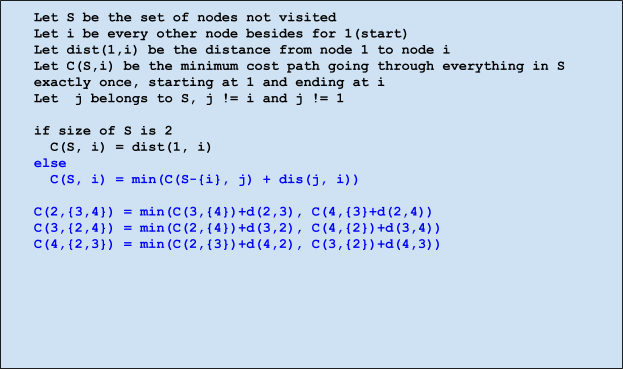 Let S be the set of nodes not visited
Let i be every other node besides for 1(start)
Let dist(1,i) be the distance from node 1 to node i
Let C(S,i) be the minimum cost path going through everything in S
exactly once, starting at 1 and ending at i
Let  j belongs to S, j != i and j != 1
if size of S is 2
C(S, i) = dist(1, i)
else
C(S, i) = min(C(S-{i}, j) + dis(j, i))
C(2,{3,4}) = min(C(3,{4})+d(2,3), C(4,{3}+d(2,4))
C(3,{2,4}) = min(C(2,{4})+d(3,2), C(4,{2})+d(3,4))
C(4,{2,3}) = min(C(2,{3})+d(4,2), C(3,{2})+d(4,3))